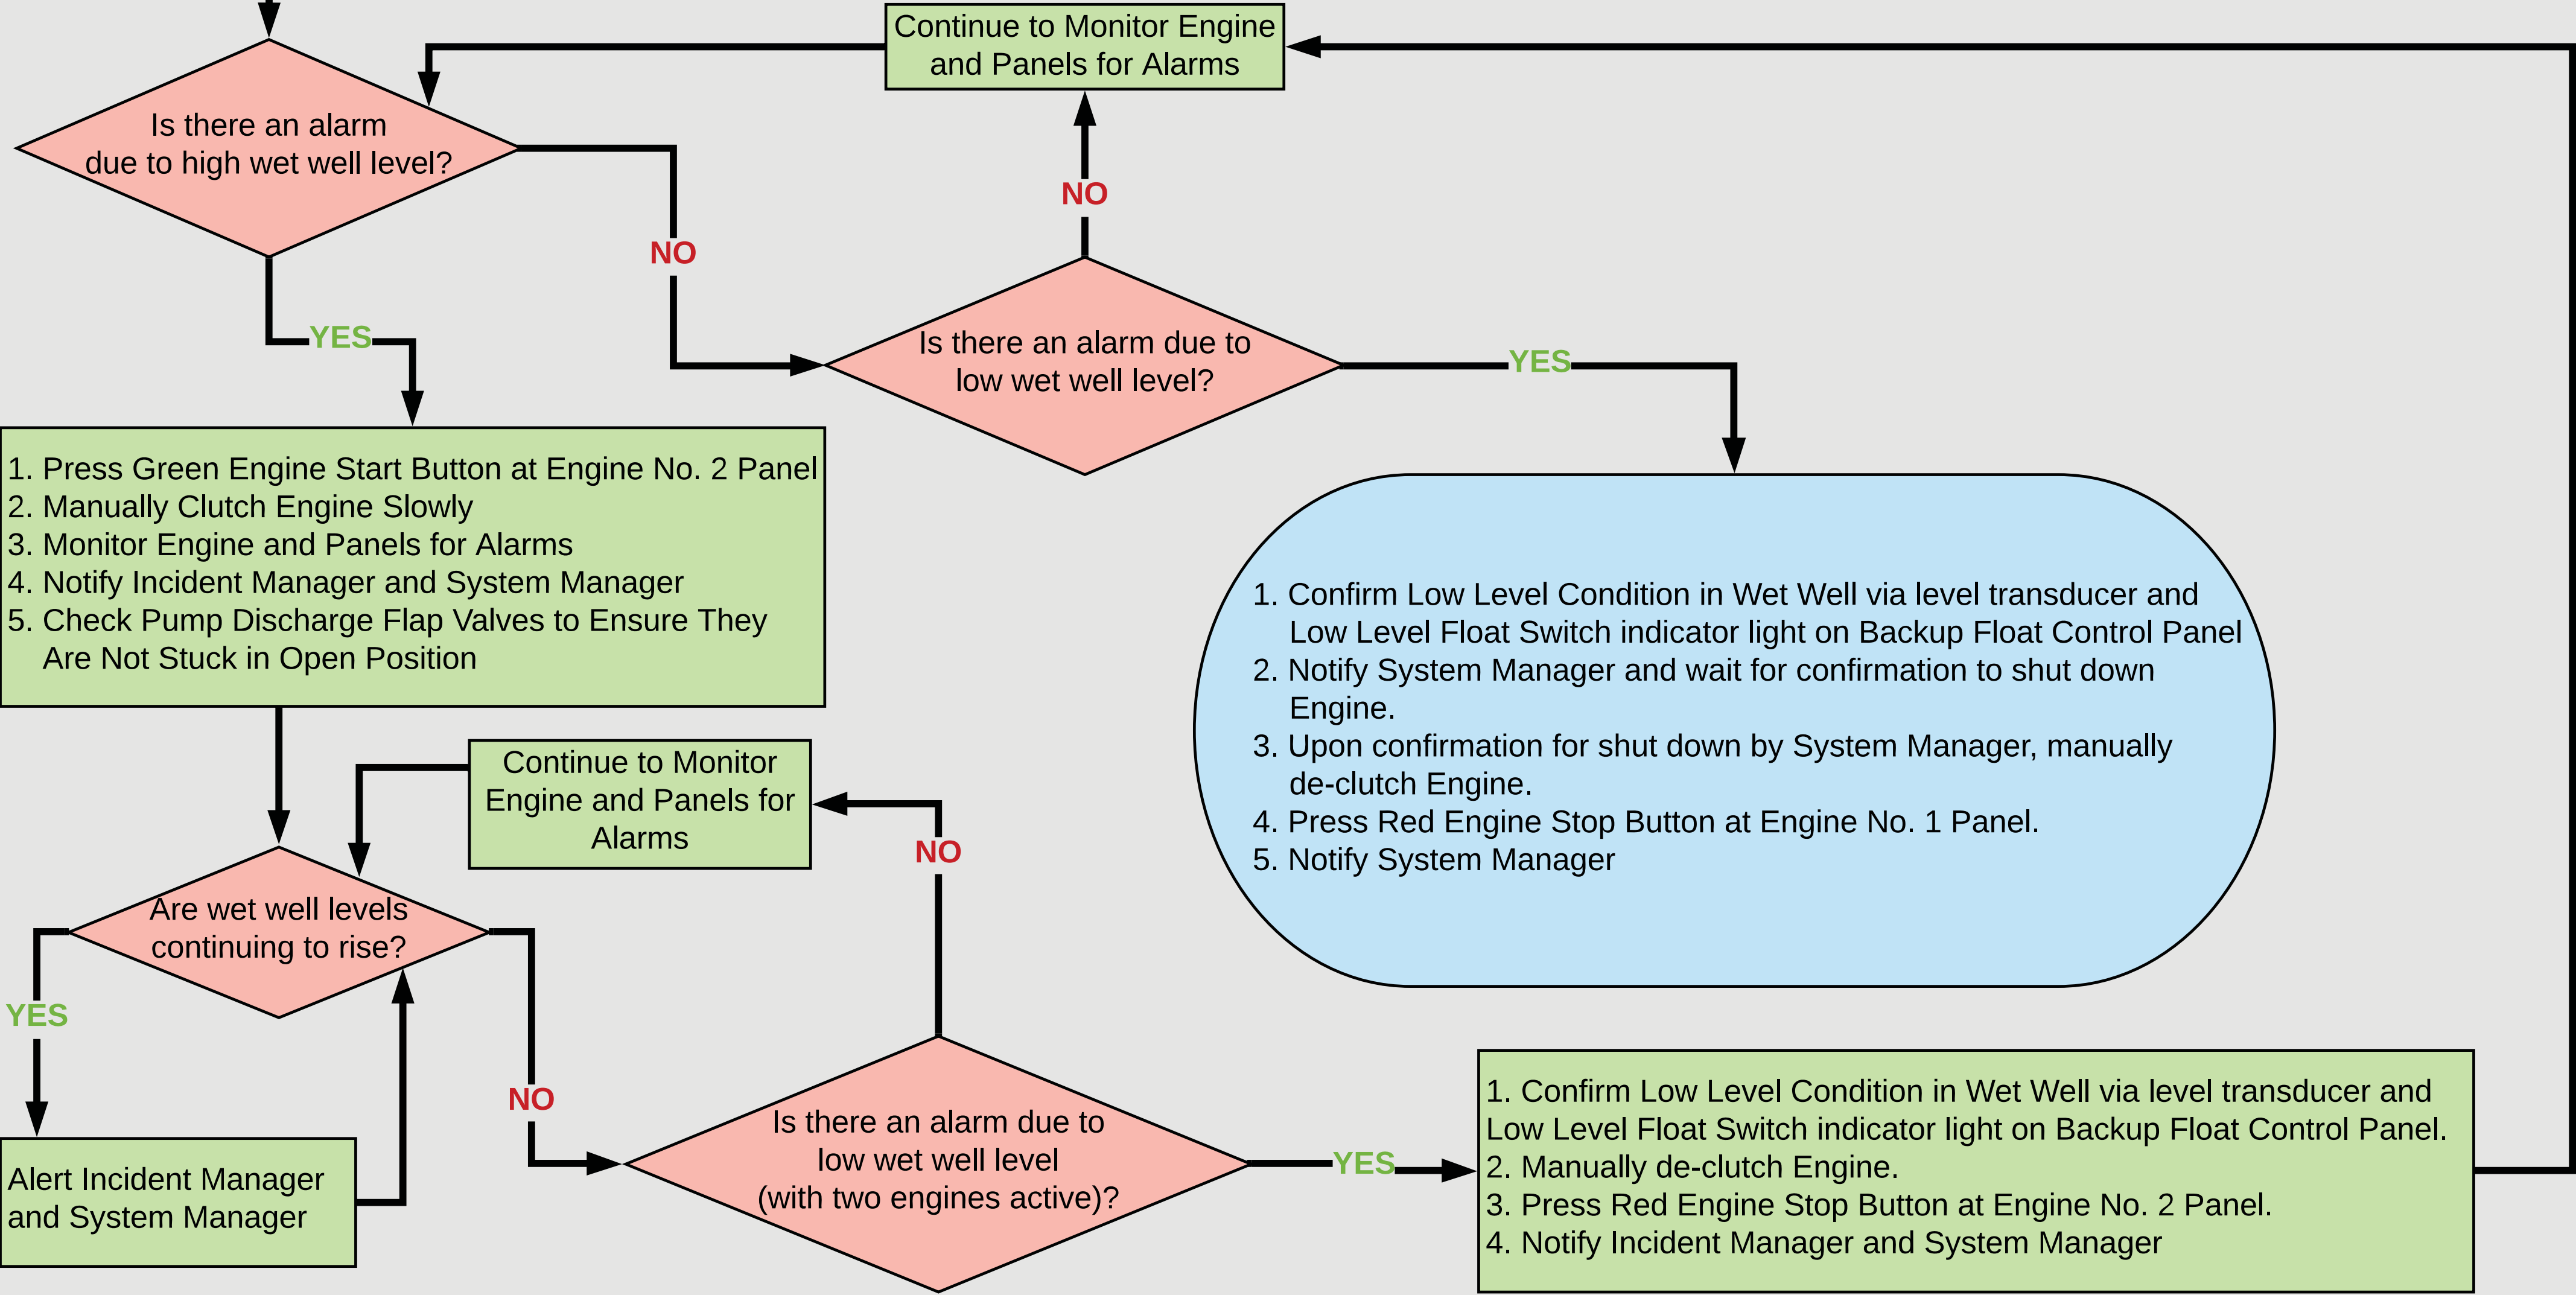 Continue to Monitor Engine
and Panels for Alarms
Is there an alarm
due to high wet well level?
NO
NO
YES
Is there an alarm due to
low wet well level?
YES
1. Press Green Engine Start Button at Engine No. 2 Panel
2. Manually Clutch Engine Slowly
3. Monitor Engine and Panels for Alarms
4. Notify Incident Manager and System Manager
5. Check Pump Discharge Flap Valves to Ensure They
Are Not Stuck in Open Position
1. Confirm Low Level Condition in Wet Well via level transducer and
Low Level Float Switch indicator light on Backup Float Control Panel
2. Notify System Manager and wait for confirmation to shut down
Engine.
3. Upon confirmation for shut down by System Manager, manually
de-clutch Engine.
4. Press Red Engine Stop Button at Engine No. 1 Panel.
5. Notify System Manager
Continue to Monitor
Engine and Panels for
Alarms
NO
Are wet well levels
continuing to rise?
YES
NO
Is there an alarm due to
low wet well level
(with two engines active)?
YES
Alert Incident Manager
and System Manager
1. Confirm Low Level Condition in Wet Well via level transducer and
Low Level Float Switch indicator light on Backup Float Control Panel.
2. Manually de-clutch Engine.
3. Press Red Engine Stop Button at Engine No. 2 Panel.
4. Notify Incident Manager and System Manager